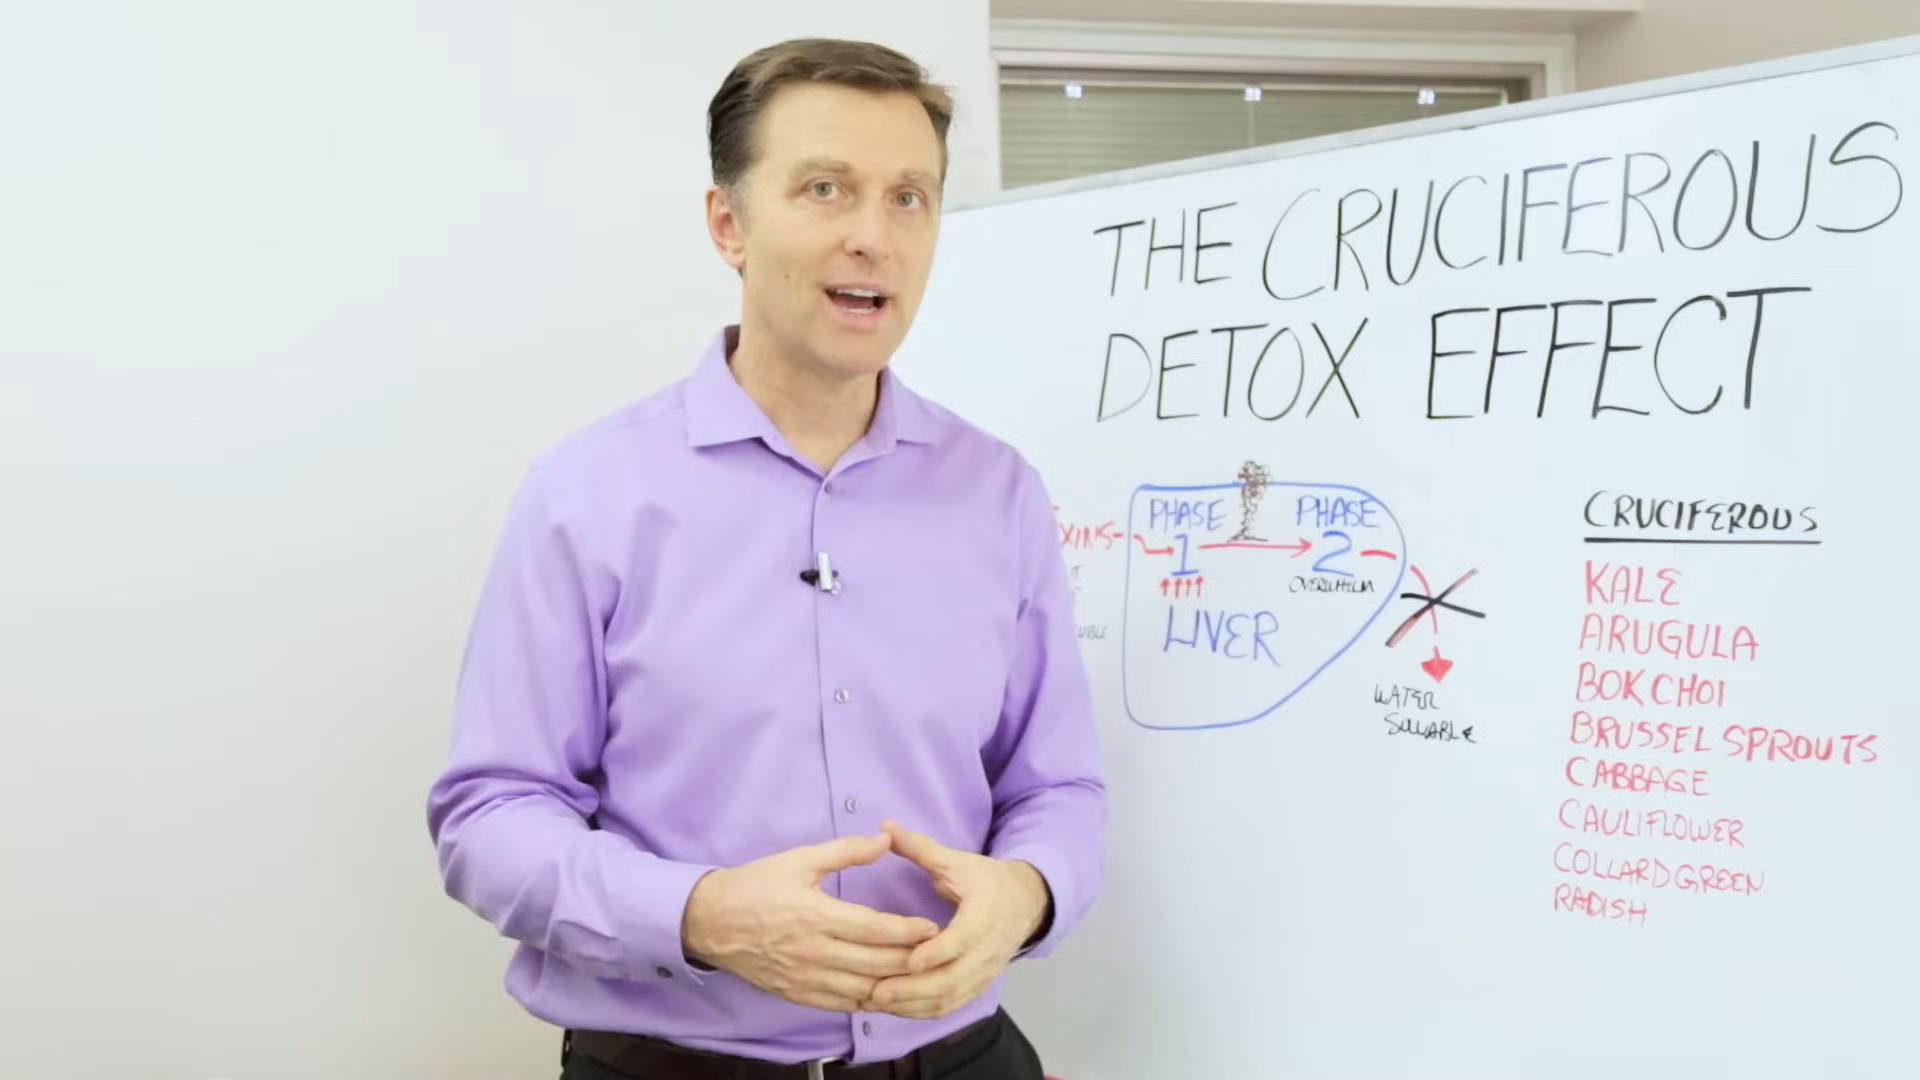 THE CRUCIFEROUS
DETOX EFFECT
PHASE
1
PHASE
2
OVERWHELM
LIVER
WATER
SOLUABLE
CRUCIFEROUS
KALE
ARUGULA
BOK CHOI
BRUSSEL SPROUTS
CABBAGE
CAULIFLOWER
COLLARD GREEN
RADISH